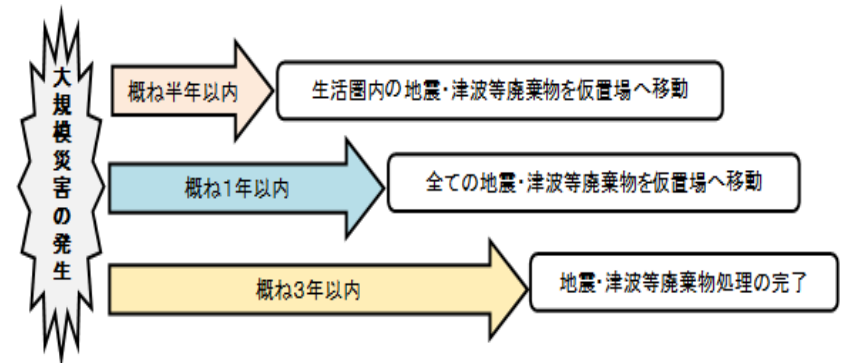 大規模災害の発生
概ね半年以内
生活圏内の地震・津波等廃棄物を仮置場へ移動
概ね1年以内
全ての地震・津波等廃棄物を仮置場へ移動
概ね3年以内
地震・津波等廃棄物処理の完了